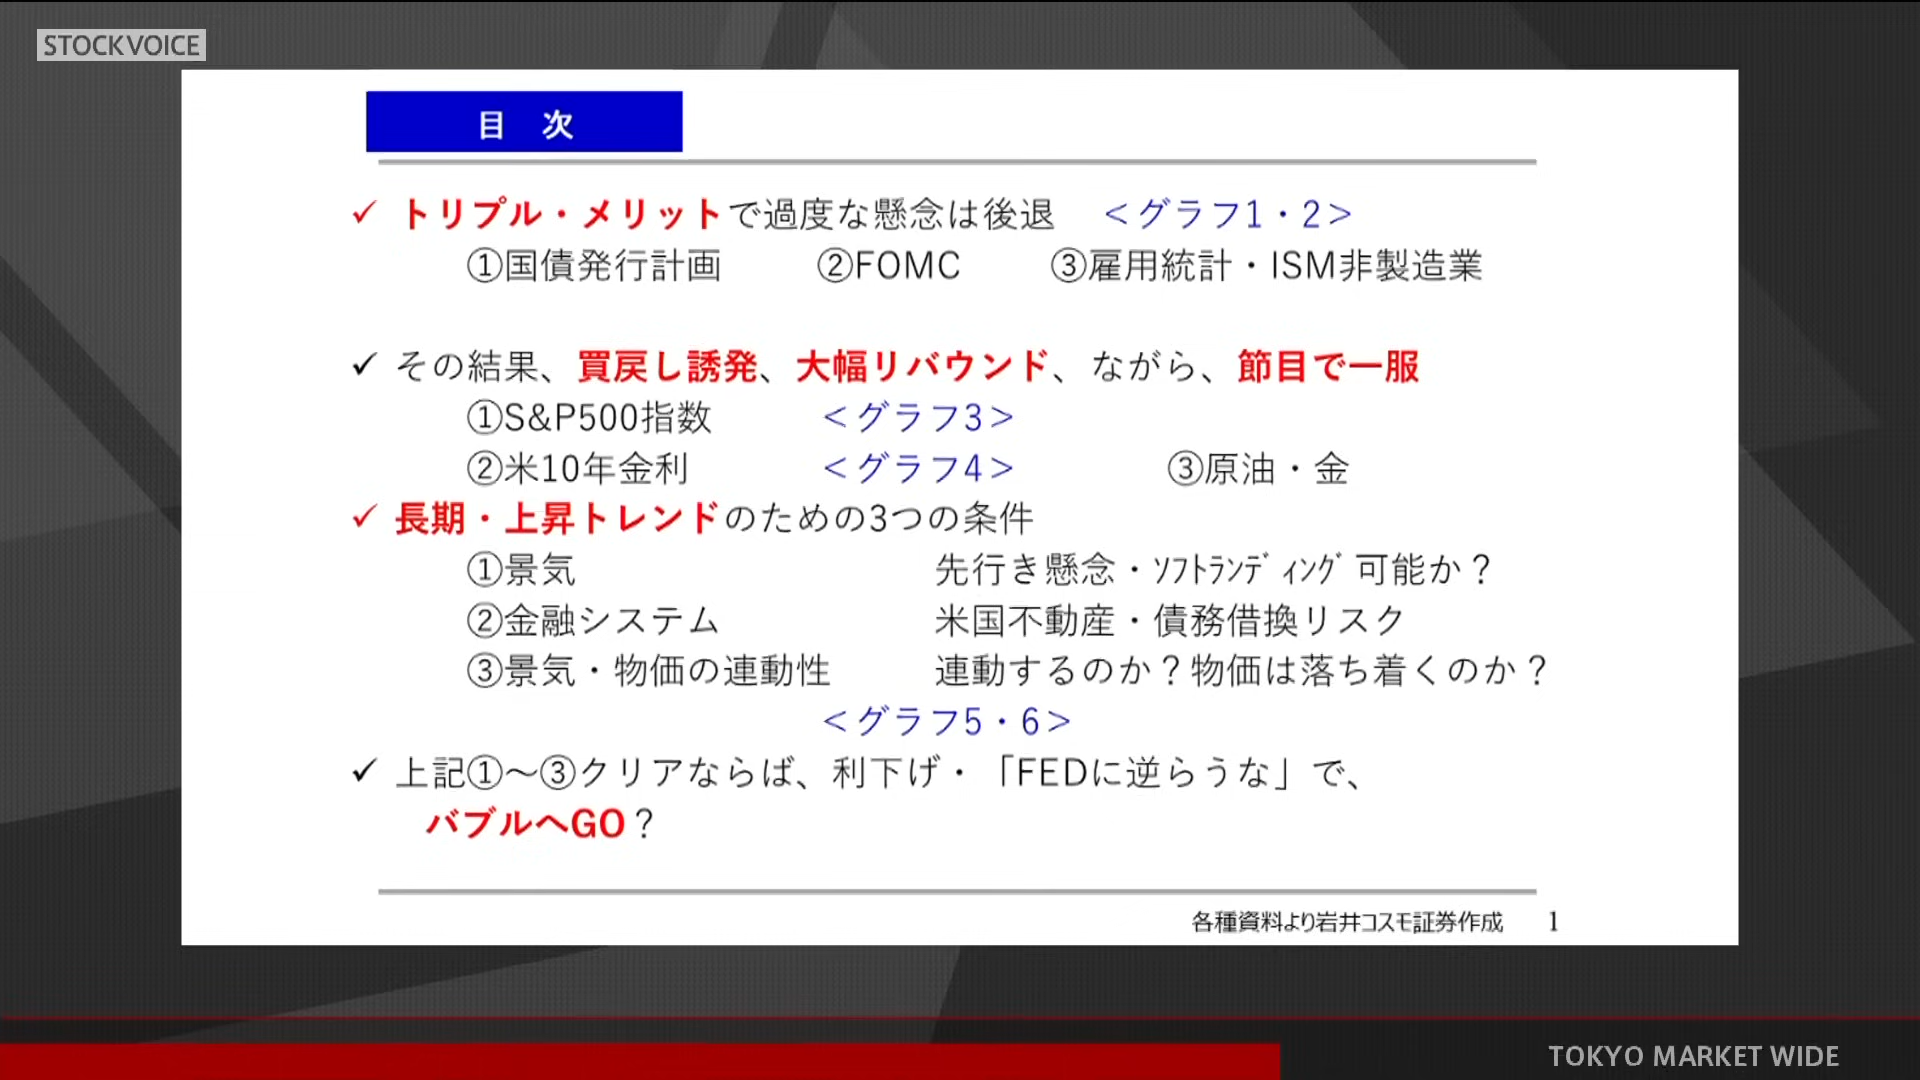 STOCKVOICE
目 次
✓ トリプル・メリットで過度な懸念は後退 ＜グラフ1・2＞
①国債発行計画 ②FOMC ③雇用統計・ISM非製造業
✓ その結果、買戻し誘発、大幅リバウンド、ながら、節目で一服
①S&P500指数 ＜グラフ3＞
②米10年金利 ＜グラフ4＞ ③原油・金
✓ 長期・上昇トレンドのための3つの条件
①景気 先行き懸念・ｿﾌﾄﾗﾝﾃﾞｨﾝｸﾞ可能か？
②金融システム 米国不動産・債務借換リスク
③景気・物価の連動性 連動するのか？物価は落ち着くのか？
＜グラフ5・6＞
✓ 上記①～③クリアならば、利下げ・「FEDに逆らうな」で、
バブルへGO？
各種資料より岩井コスモ証券作成 1
TOKYO MARKET WIDE